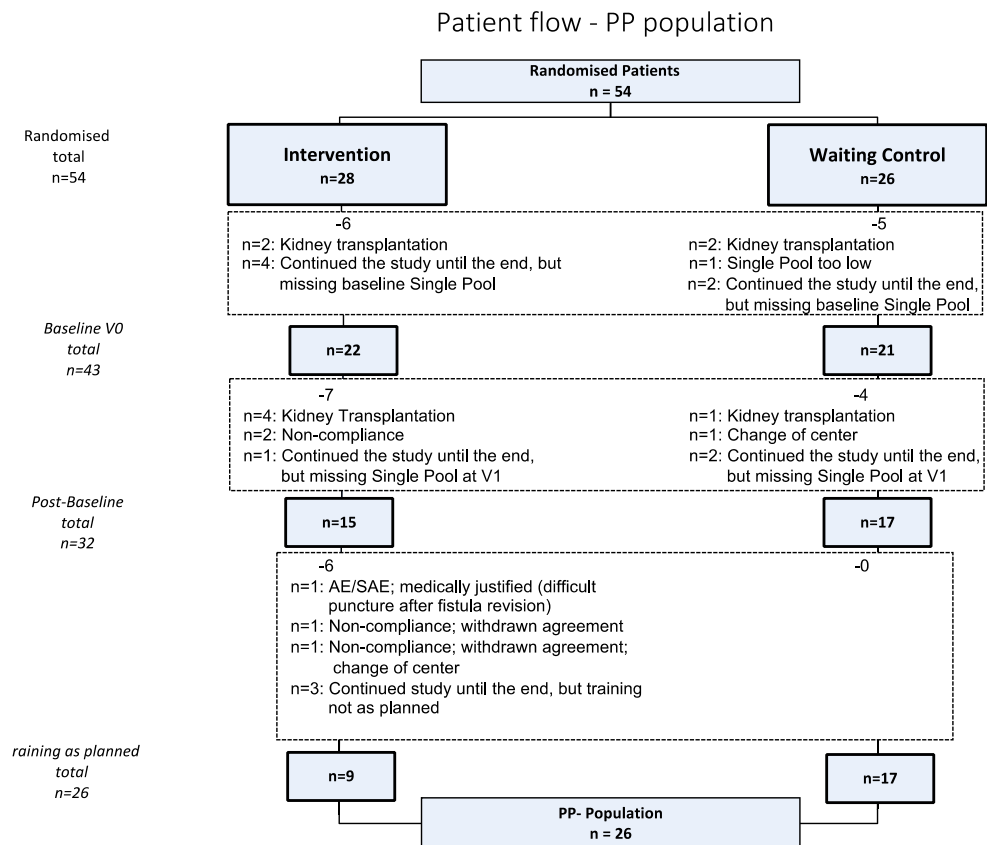 Patient flow - PP population
Randomised Patients
n = 54
Randomised
total
n=54
Intervention
n=28
Waiting Control
n=26
-6
n=2: Kidney transplantation
n=4: Continued the study until the end, but
missing baseline Single Pool
-5
n=2: Kidney transplantation
n=1: Single Pool too low
n=2: Continued the study until the end,
but missing baseline Single Pool
Baseline V0
total
n=43
n=22
n=21
-7
n=4: Kidney Transplantation
n=2: Non-compliance
n=1: Continued the study until the end,
but missing Single Pool at V1
-4
n=1: Kidney transplantation
n=1: Change of center
n=2: Continued the study until the end,
but missing Single Pool at V1
Post-Baseline
total
n=32
n=15
n=17
-6
-0
n=1: AE/SAE; medically justified (difficult
puncture after fistula revision)
n=1: Non-compliance; withdrawn agreement
n=1: Non-compliance; withdrawn agreement;
change of center
n=3: Continued study until the end, but training
not as planned
raining as planned
total
n=26
n=9
n=17
PP- Population
n = 26